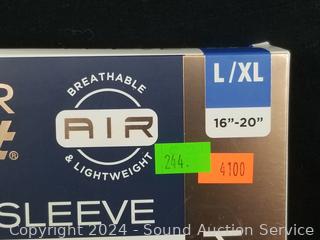 BREATHABLE
AIR
& LIGHTWEIGHT
L/XL
16"-20"
R
®
244.
4100
SLEEVE
Copyright 2024 - Sound Auction Service